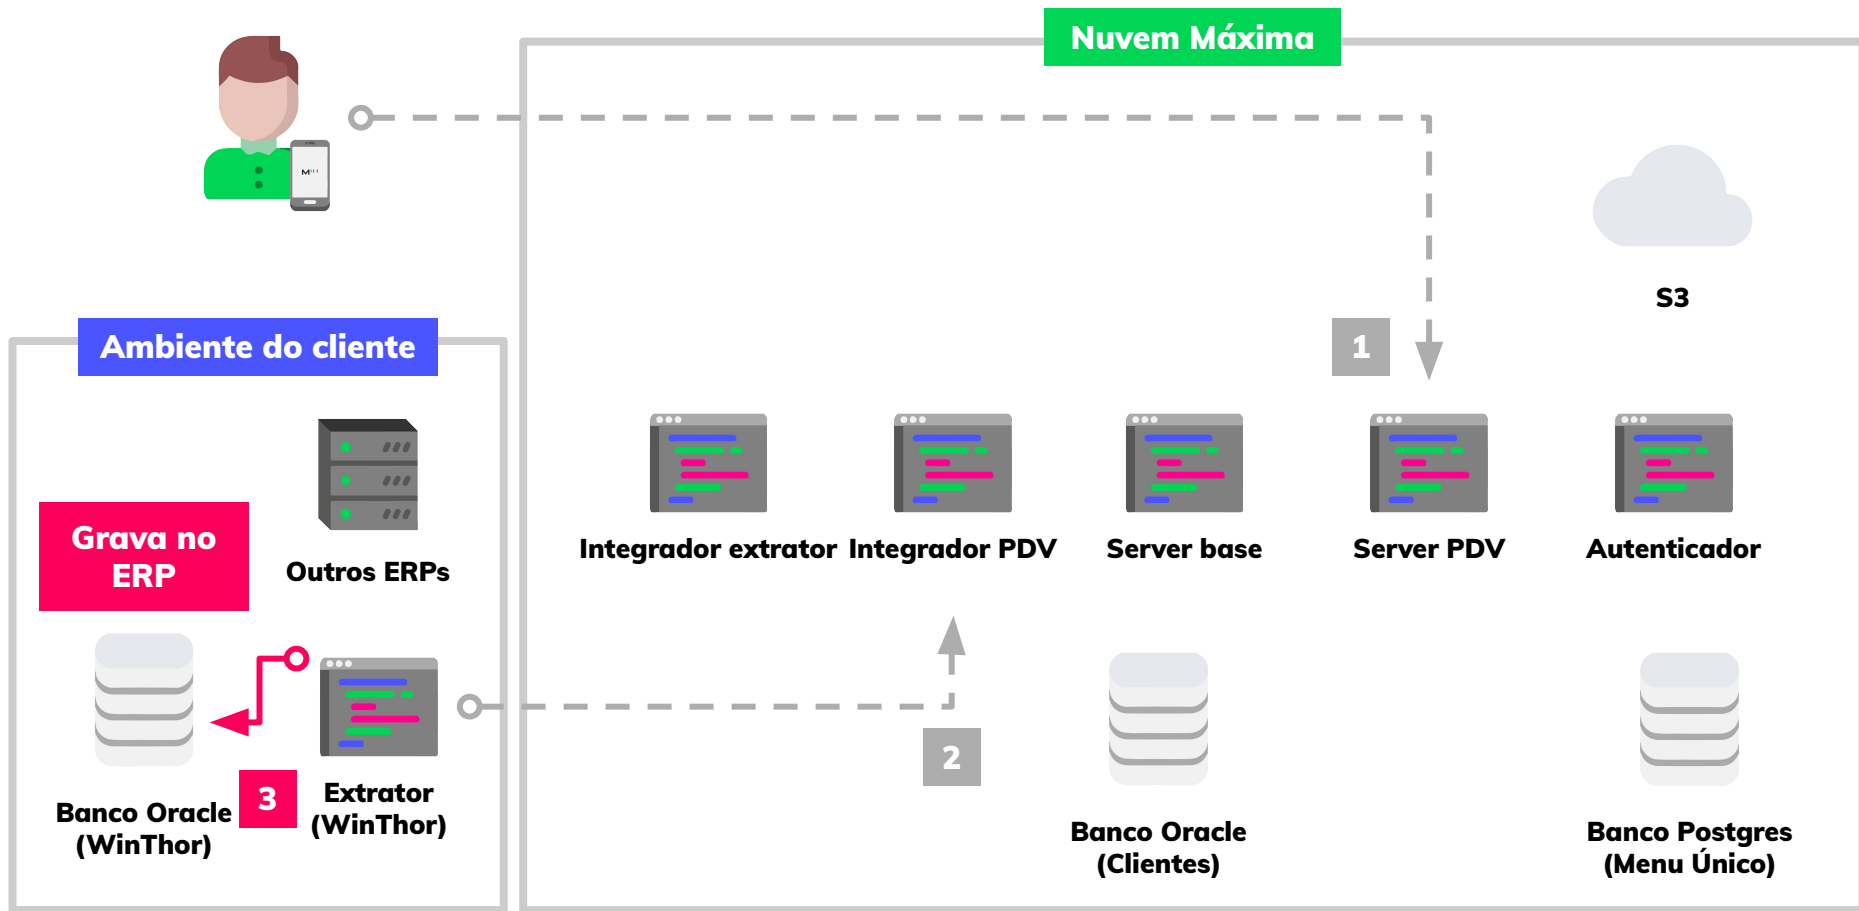 Nuvem Máxima
S3
1
Ambiente do cliente
Grava no
ERP
Outros ERPs
Integrador extrator
Integrador PDV
Server base
Server PDV
Autenticador
2
3
Banco Oracle
(WinThor)
Extrator
(WinThor)
Banco Oracle
(Clientes)
Banco Postgres
(Menu Único)